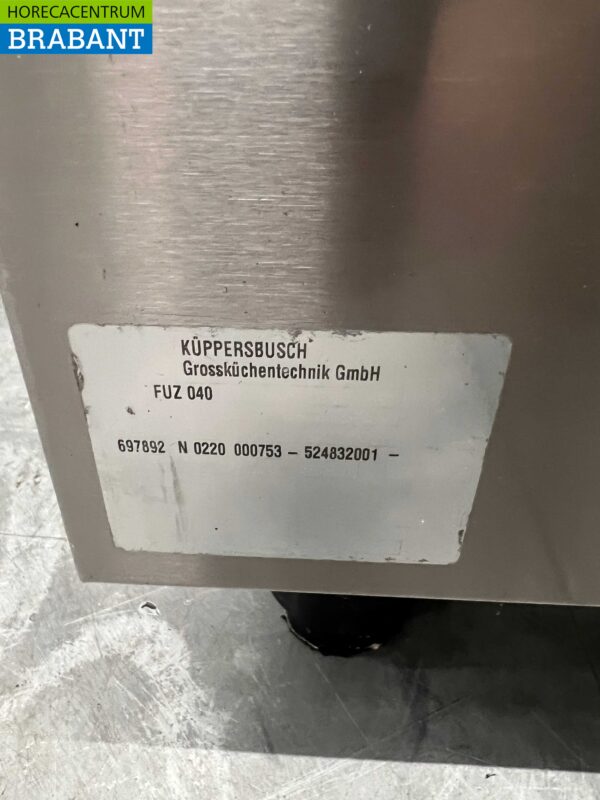 HORECACENTRUM
BRABANT
KÜPPERSBUSCH
Grossküchentechnik GmbH
FUZ 040
697892 N 0220 000753 – 524832001 –